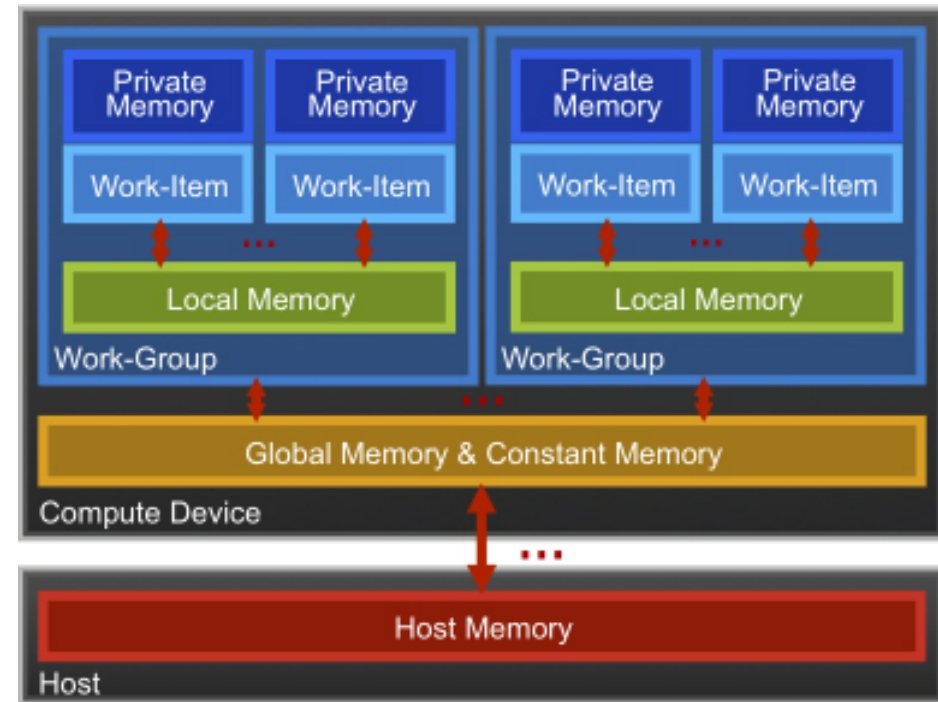 Private
Memory
Private
Memory
Work-Item
Work-Item
...
Local Memory
Work-Group
Private
Memory
Private
Memory
Work-Item
Work-Item
...
Local Memory
Work-Group
...
Global Memory & Constant Memory
Compute Device
...
Host Memory
Host